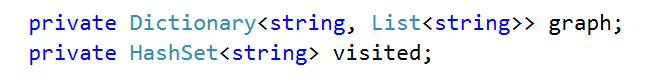 private Dictionary<string, List<string>> graph;
private HashSet<string> visited;